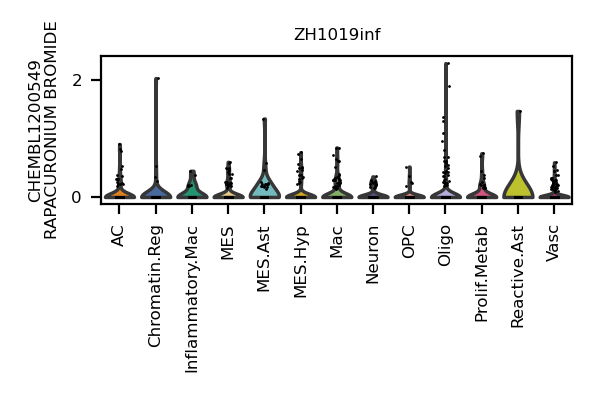 ZH1019inf
CHEMBL1200549
RAPACURONIUM BROMIDE
2
0
AC
Chromatin.Reg
Inflammatory.Mac
MES
MES.Ast
MES.Hyp
Mac
Neuron
OPC
Oligo
Prolif.Metab
Reactive.Ast
Vasc